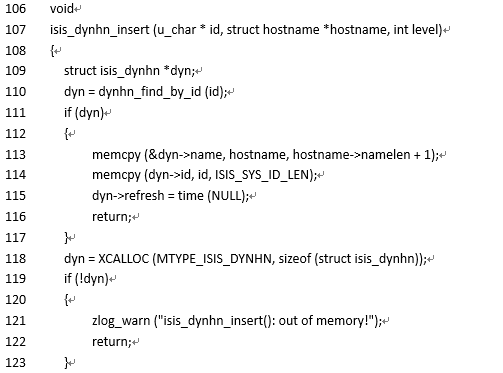 106 void
107 isis_dynhn_insert (u_char * id, struct hostname *hostname, int level)
108 {
109 struct isis_dynhn *dyn;
110 dyn = dynhn_find_by_id (id);
111 if (dyn)
112 {
113 memcpy (&dyn->name, hostname, hostname->namelen + 1);
114 memcpy (dyn->id, id, ISIS_SYS_ID_LEN);
115 dyn->refresh = time (NULL);
116 return;
117 }
118 dyn = XCALLOC (MTYPE_ISIS_DYNHN, sizeof (struct isis_dynhn));
119 if (!dyn)
120 {
121 zlog_warn ("isis_dynhn_insert(): out of memory!");
122 return;
123 }